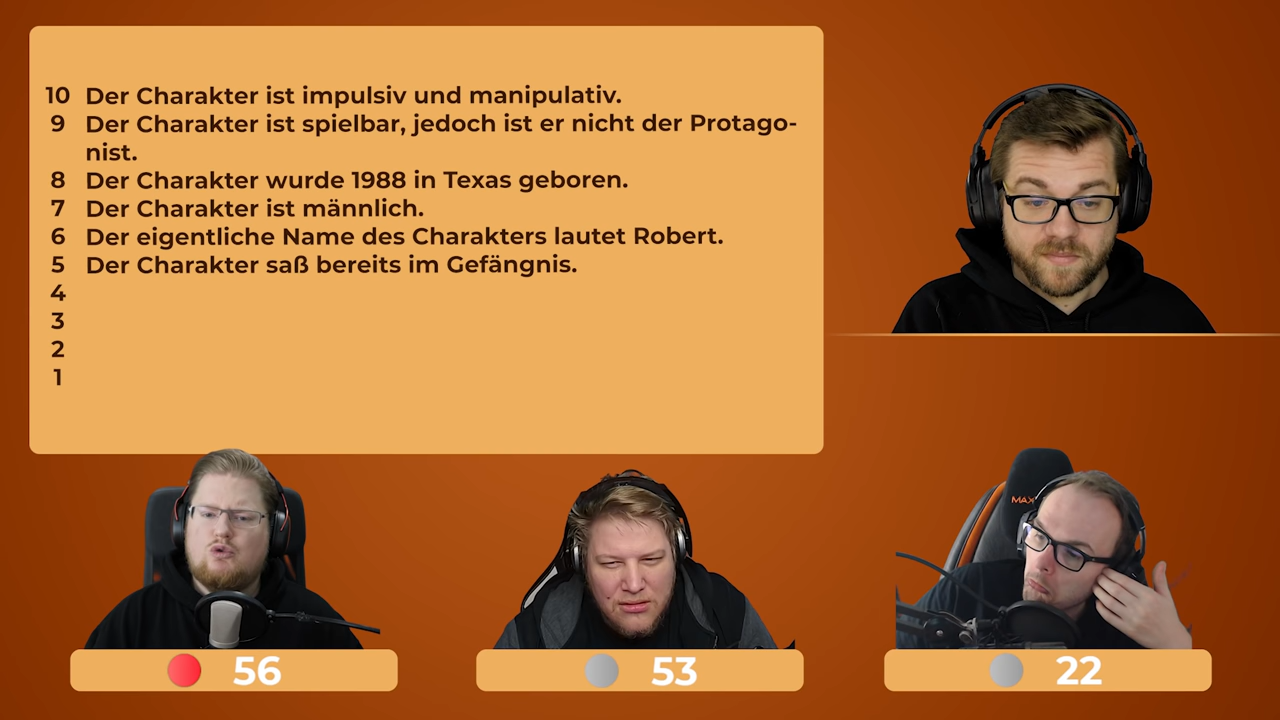 10 Der Charakter ist impulsiv und manipulativ.
9 Der Charakter ist spielbar, jedoch ist er nicht der Protago-
nist.
8 Der Charakter wurde 1988 in Texas geboren.
7 Der Charakter ist männlich.
6 Der eigentliche Name des Charakters lautet Robert.
5 Der Charakter saß bereits im Gefängnis.
4
3
2
1
MAX
56
53
22